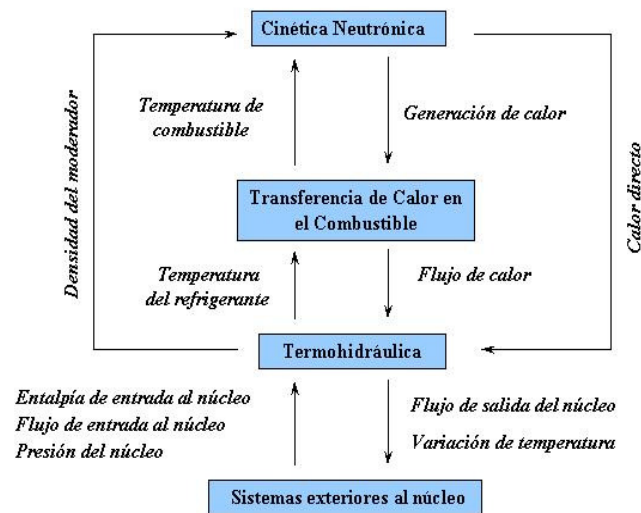 Cinética Neutrónica
Densidad del moderador
Temperatura de
combustible
Generación de calor
Calor directo
Transferencia de Calor en
el Combustible
Temperatura
del refrigerante
Flujo de calor
Termohidráulica
Entalpía de entrada al núcleo
Flujo de entrada al núcleo
Presión del núcleo
Flujo de salida del núcleo
Variación de temperatura
Sistemas exteriores al núcleo